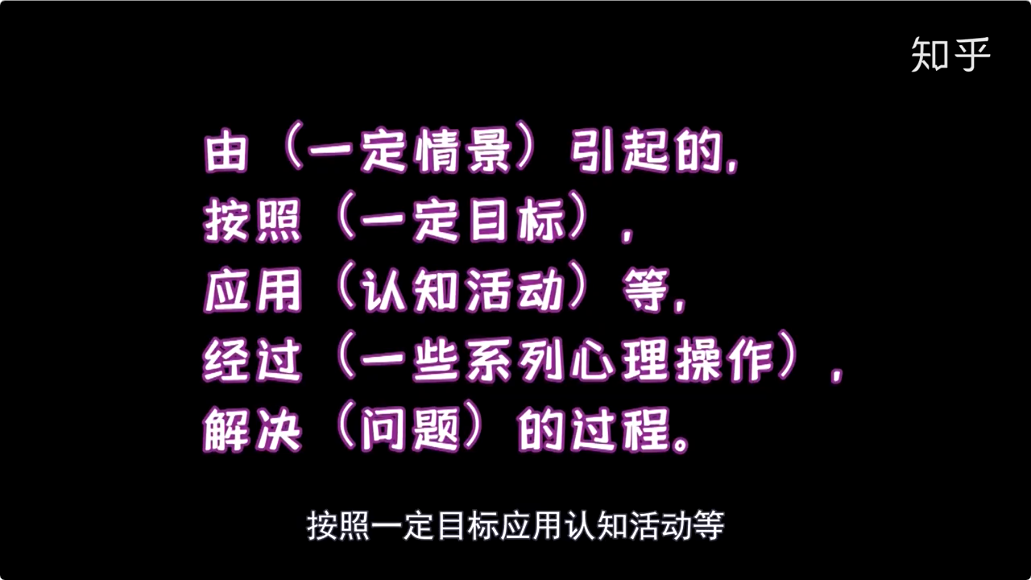 知乎
由（一定情景）引起的,
按照（一定目标）,
应用（认知活动）等,
经过（一些系列心理操作）,
解决（问题）的过程。
按照一定目标应用认知活动等